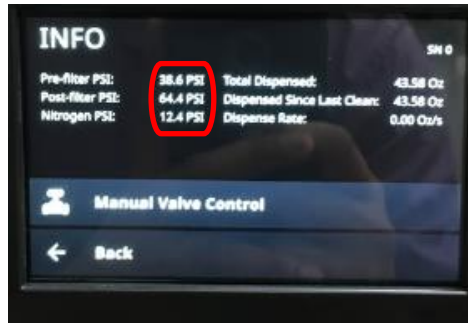 INFO
SN 0
Pre-filter PSI: 38.6 PSI Total Dispensed: 43.58 Oz
Post-filter PSI: 64.4 PSI Dispensed Since Last Clean: 43.58 Oz
Nitrogen PSI: 12.4 PSI Dispense Rate: 0.00 Oz/s
Manual Valve Control
Back